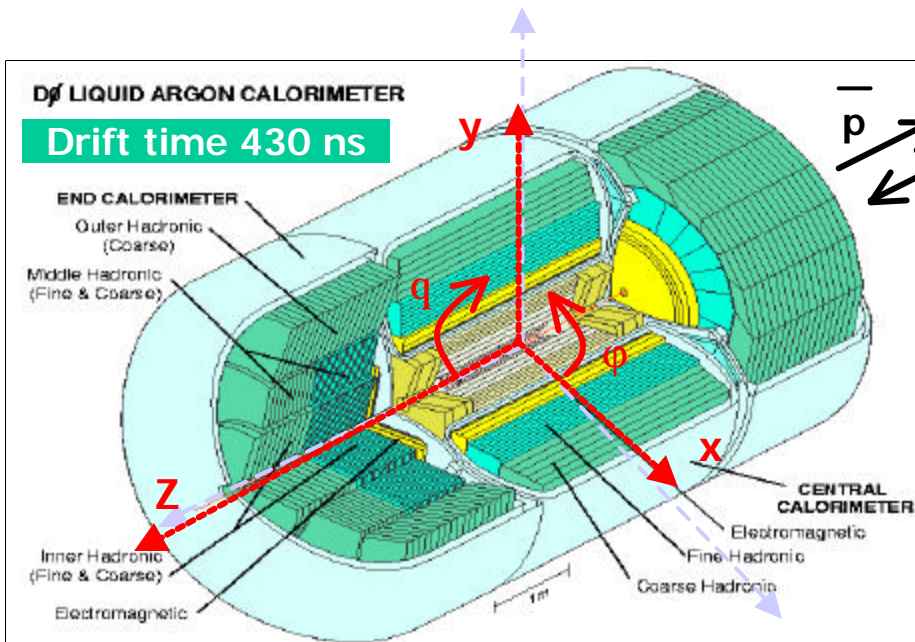 DØ LIQUID ARGON CALORIMETER
Drift time 430 ns
p
y
END CALORIMETER
Outer Hadronic
(Coarse)
Middle Hadronic
(Fine & Coarse)
q
φ
x
Z
CENTRAL
CALORIMETER
Electromagnetic
Fine Hadronic
Coarse Hadronic
Inner Hadronic
(Fine & Coarse)
Electromagnetic
1m